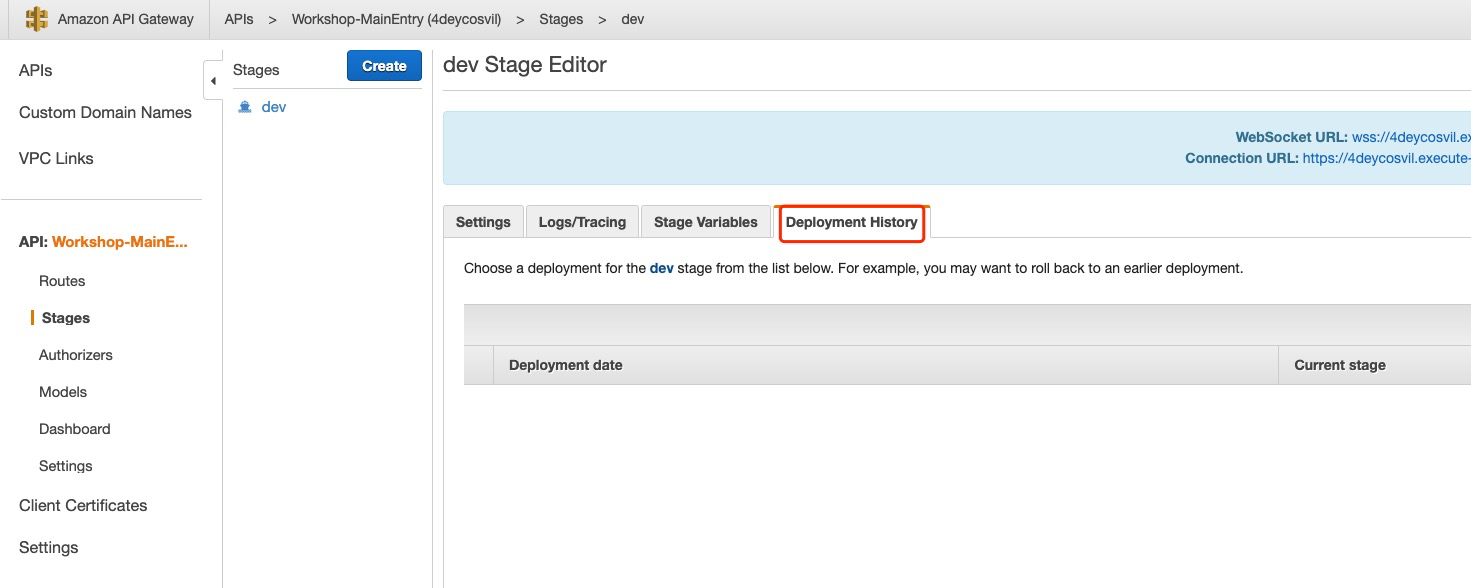 Amazon API Gateway APIs > Workshop-MainEntry (4deycosvil) > Stages > dev
APIs
Custom Domain Names
VPC Links
API: Workshop-MainE...
Routes
Stages
Authorizers
Models
Dashboard
Settings
Client Certificates
Settings
Stages Create
dev
dev Stage Editor
WebSocket URL: wss://4deycosvil.ex
Connection URL: https://4deycosvil.execute-
Settings Logs/Tracing Stage Variables Deployment History
Choose a deployment for the dev stage from the list below. For example, you may want to roll back to an earlier deployment.
Deployment date Current stage